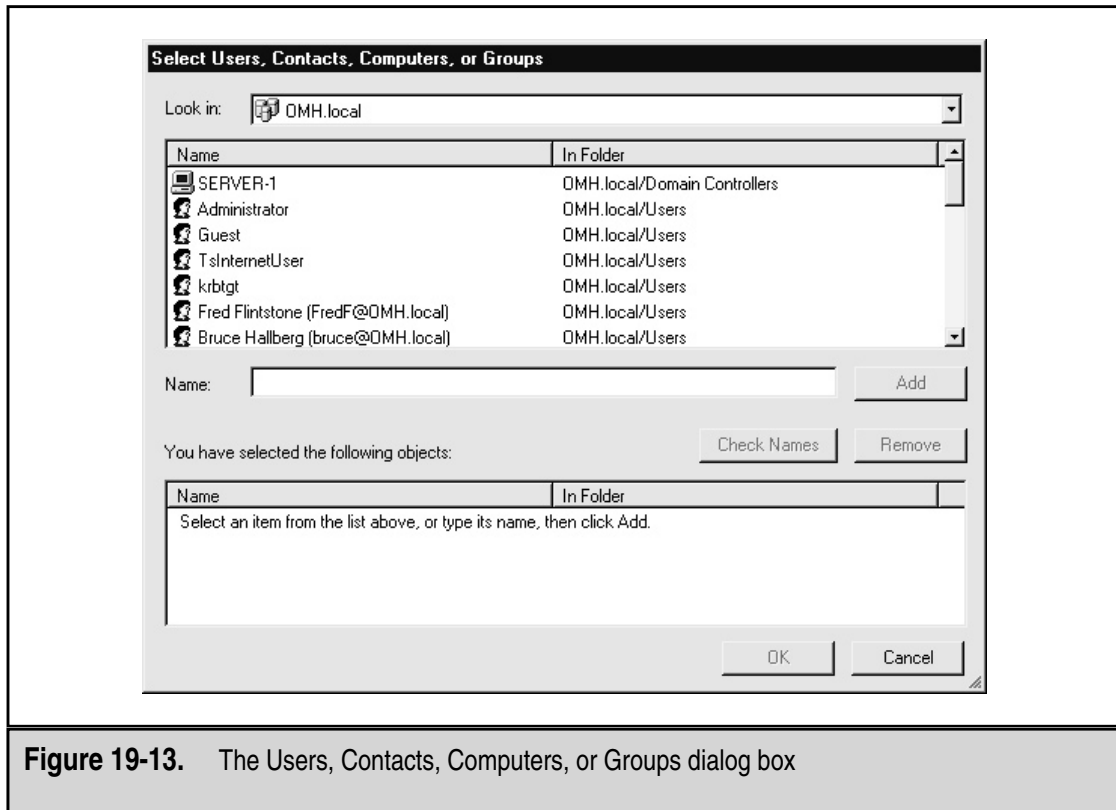 Select Users, Contacts, Computers, or Groups
Look in: OMH.local
Name In Folder
SERVER-1 OMH.local/Domain Controllers
Administrator OMH.local/Users
Guest OMH.local/Users
TsInternetUser OMH.local/Users
krbtgt OMH.local/Users
Fred Flintstone (FredF@OMH.local) OMH.local/Users
Bruce Hallberg (bruce@OMH.local) OMH.local/Users
Name: Add
You have selected the following objects: Check Names Remove
Name In Folder
Select an item from the list above, or type its name, then click Add.
OK Cancel
Figure 19-13. The Users, Contacts, Computers, or Groups dialog box